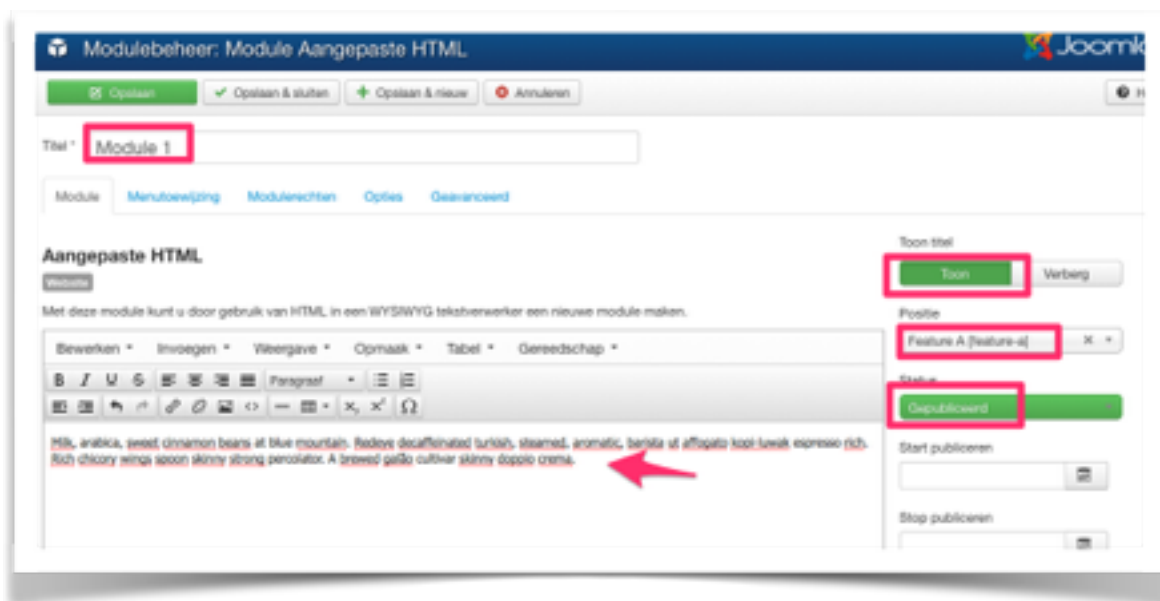 Modulebeheer: Module Aangepaste HTML
Opslaan Opslaan & sluiten Opslaan & nieuw Annuleren
Titel * Module 1
Module Menutoewijzing Modulerechten Opties Geavanceerd
Aangepaste HTML
Website
Met deze module kunt u door gebruik van HTML in een WYSIWYG tekstverwerker een nieuwe module maken.
Bewerken Invoegen Weergave Opmaak Tabel Gereedschap
B I U S Paragraaf
Milk, arabica, sweet cinnamon beans at blue mountain. Redeye decaffeinated turkish, steamed, aromatic, barista ut affogato kopi-luwak espresso rich.
Rich chicory wings spoon skinny strong percolator. A brewed galão cultivar skinny doppio crema.
Toon titel
Toon Verberg
Positie
Feature A [feature-a]
Status
Gepubliceerd
Start publiceren
Stop publiceren